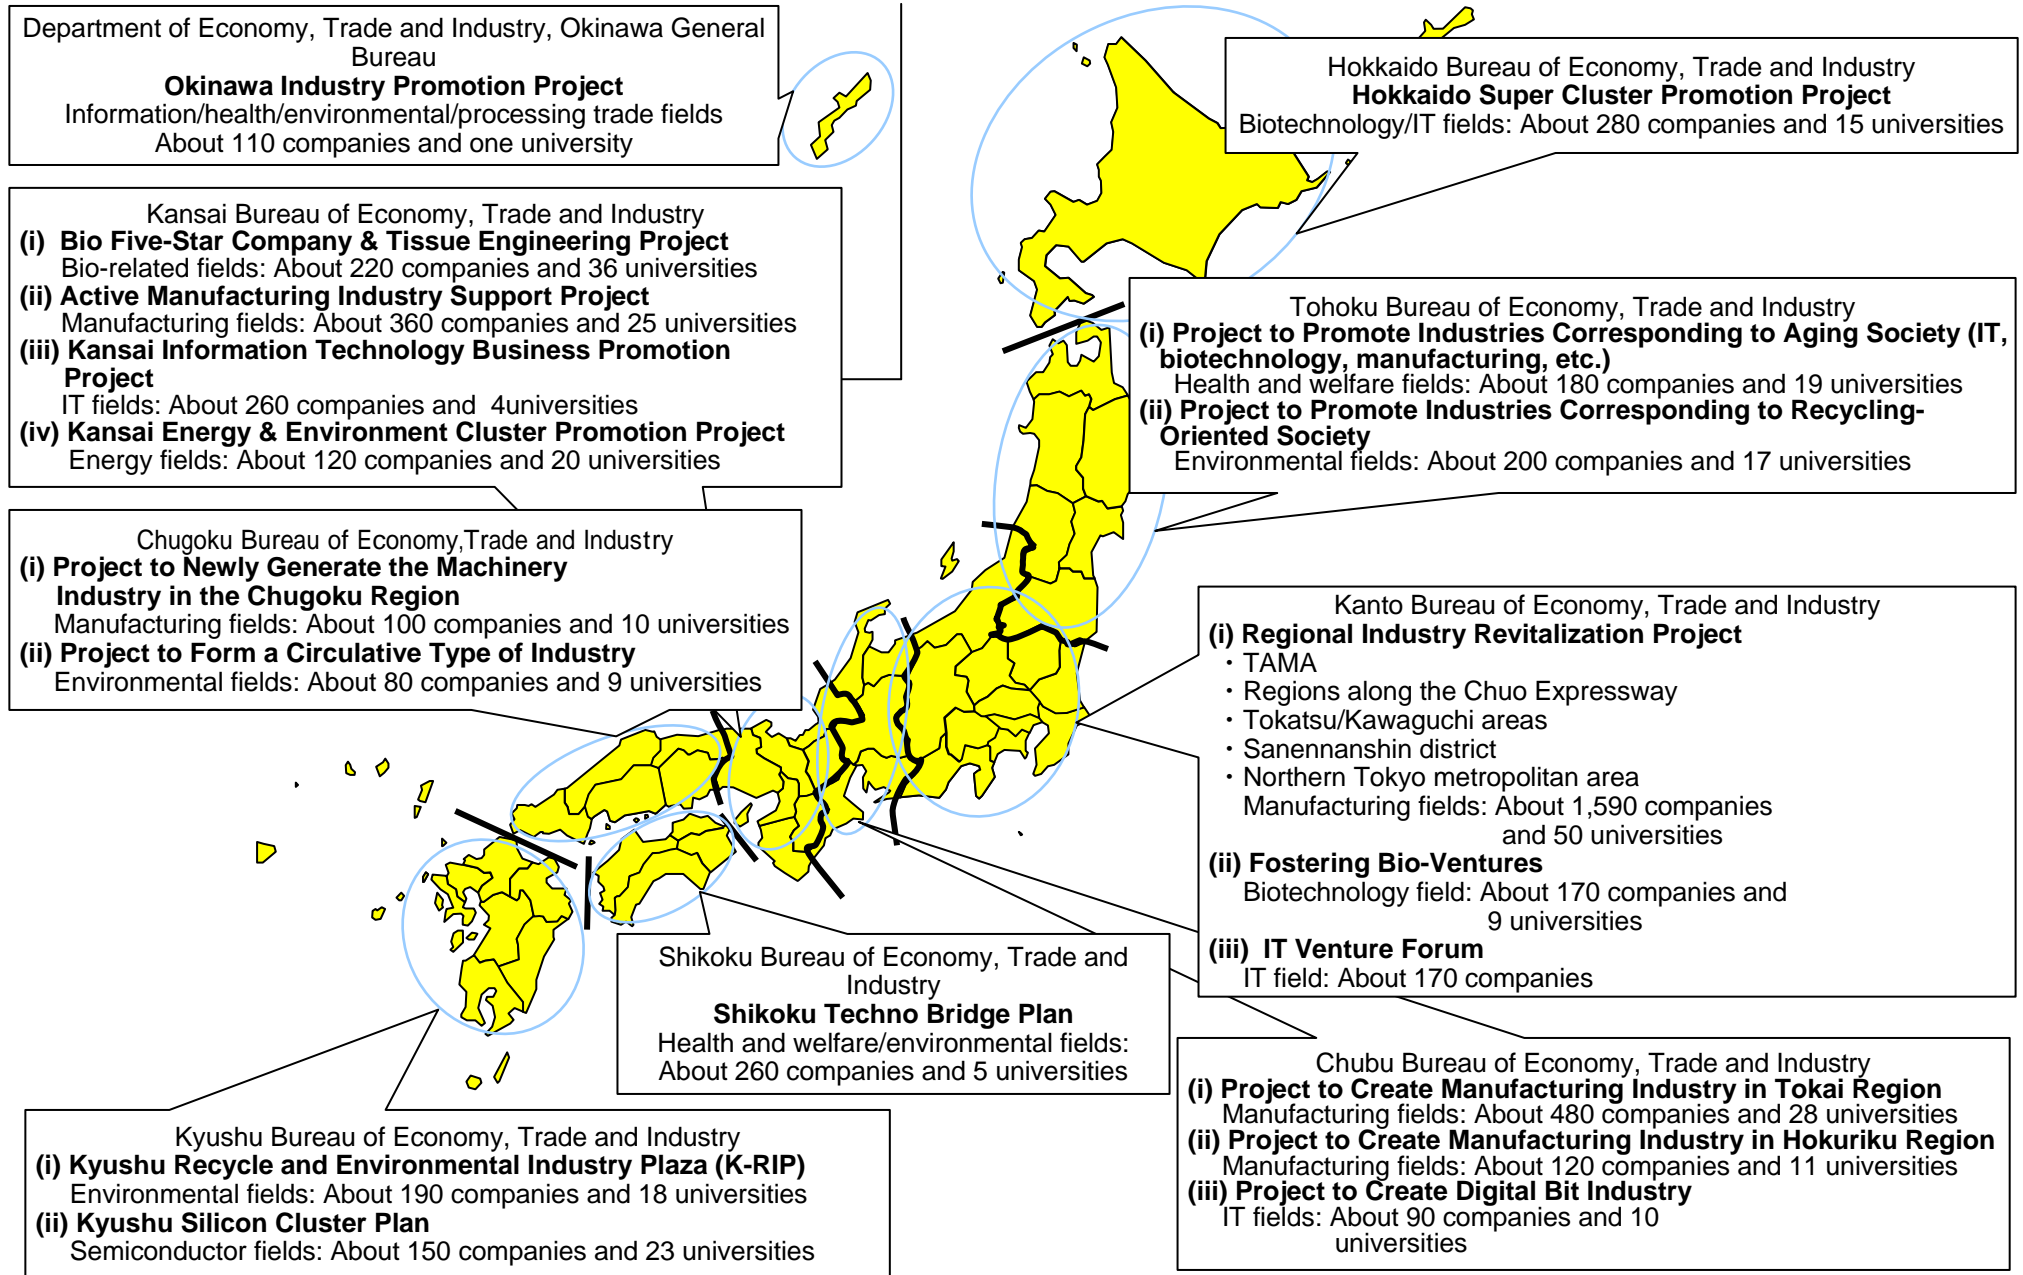 Department of Economy, Trade and Industry, Okinawa General
Bureau
Okinawa Industry Promotion Project
Information/health/environmental/processing trade fields
About 110 companies and one university
Hokkaido Bureau of Economy, Trade and Industry
Hokkaido Super Cluster Promotion Project
Biotechnology/IT fields: About 280 companies and 15 universities
Kansai Bureau of Economy, Trade and Industry
(i) Bio Five-Star Company & Tissue Engineering Project
Bio-related fields: About 220 companies and 36 universities
(ii) Active Manufacturing Industry Support Project
Manufacturing fields: About 360 companies and 25 universities
(iii) Kansai Information Technology Business Promotion
Project
IT fields: About 260 companies and 4universities
(iv) Kansai Energy & Environment Cluster Promotion Project
Energy fields: About 120 companies and 20 universities
Tohoku Bureau of Economy, Trade and Industry
(i) Project to Promote Industries Corresponding to Aging Society (IT,
biotechnology, manufacturing, etc.)
Health and welfare fields: About 180 companies and 19 universities
(ii) Project to Promote Industries Corresponding to Recycling-
Oriented Society
Environmental fields: About 200 companies and 17 universities
Chugoku Bureau of Economy,Trade and Industry
(i) Project to Newly Generate the Machinery
Industry in the Chugoku Region
Manufacturing fields: About 100 companies and 10 universities
(ii) Project to Form a Circulative Type of Industry
Environmental fields: About 80 companies and 9 universities
Kanto Bureau of Economy, Trade and Industry
(i) Regional Industry Revitalization Project
・TAMA
・Regions along the Chuo Expressway
・Tokatsu/Kawaguchi areas
・Sanennanshin district
・Northern Tokyo metropolitan area
Manufacturing fields: About 1,590 companies
and 50 universities
(ii) Fostering Bio-Ventures
Biotechnology field: About 170 companies and
9 universities
(iii) IT Venture Forum
IT field: About 170 companies
Shikoku Bureau of Economy, Trade and
Industry
Shikoku Techno Bridge Plan
Health and welfare/environmental fields:
About 260 companies and 5 universities
Chubu Bureau of Economy, Trade and Industry
(i) Project to Create Manufacturing Industry in Tokai Region
Manufacturing fields: About 480 companies and 28 universities
(ii) Project to Create Manufacturing Industry in Hokuriku Region
Manufacturing fields: About 120 companies and 11 universities
(iii) Project to Create Digital Bit Industry
IT fields: About 90 companies and 10
universities
Kyushu Bureau of Economy, Trade and Industry
(i) Kyushu Recycle and Environmental Industry Plaza (K-RIP)
Environmental fields: About 190 companies and 18 universities
(ii) Kyushu Silicon Cluster Plan
Semiconductor fields: About 150 companies and 23 universities